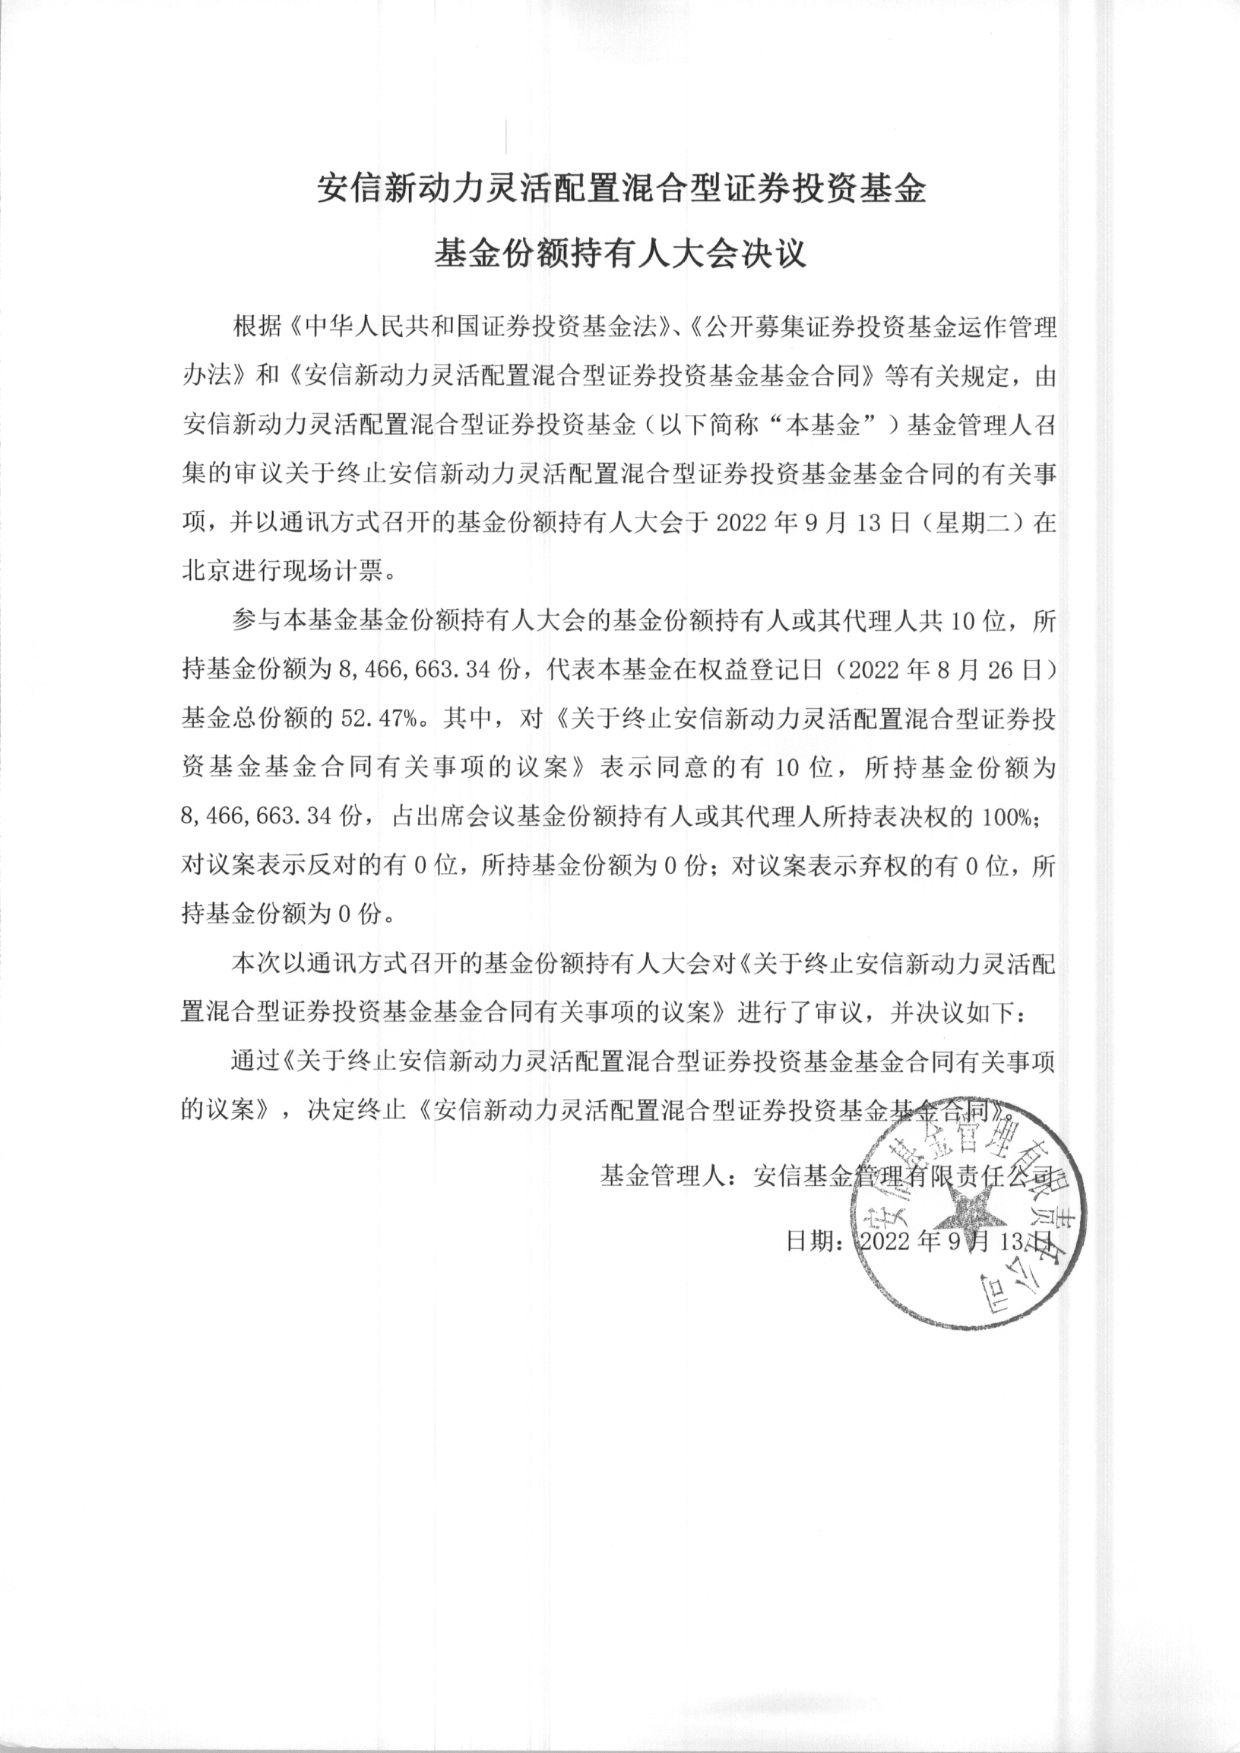 安信新动力灵活配置混合型证券投资基金
基金份额持有人大会决议
根据《中华人民共和国证券投资基金法》、《公开募集证券投资基金运作管理
办法》和《安信新动力灵活配置混合型证券投资基金基金合同》等有关规定，由
安信新动力灵活配置混合型证券投资基金（以下简称“本基金”）基金管理人召
集的审议关于终止安信新动力灵活配置混合型证券投资基金基金合同的有关事
项，并以通讯方式召开的基金份额持有人大会于 2022 年 9 月 13 日（星期二）在
北京进行现场计票。
参与本基金基金份额持有人大会的基金份额持有人或其代理人共 10 位，所
持基金份额为 8,466,663.34 份，代表本基金在权益登记日（2022 年 8 月 26 日）
基金总份额的 52.47%。其中，对《关于终止安信新动力灵活配置混合型证券投
资基金基金合同有关事项的议案》表示同意的有 10 位，所持基金份额为
8,466,663.34 份，占出席会议基金份额持有人或其代理人所持表决权的 100%；
对议案表示反对的有 0 位，所持基金份额为 0 份；对议案表示弃权的有 0 位，所
持基金份额为 0 份。
本次以通讯方式召开的基金份额持有人大会对《关于终止安信新动力灵活配
置混合型证券投资基金基金合同有关事项的议案》进行了审议，并决议如下：
通过《关于终止安信新动力灵活配置混合型证券投资基金基金合同有关事项
的议案》，决定终止《安信新动力灵活配置混合型证券投资基金基金合同》。
基金管理人：安信基金管理有限责任公司
日期：2022 年 9 月 13 日
安信基金管理有限责任公司